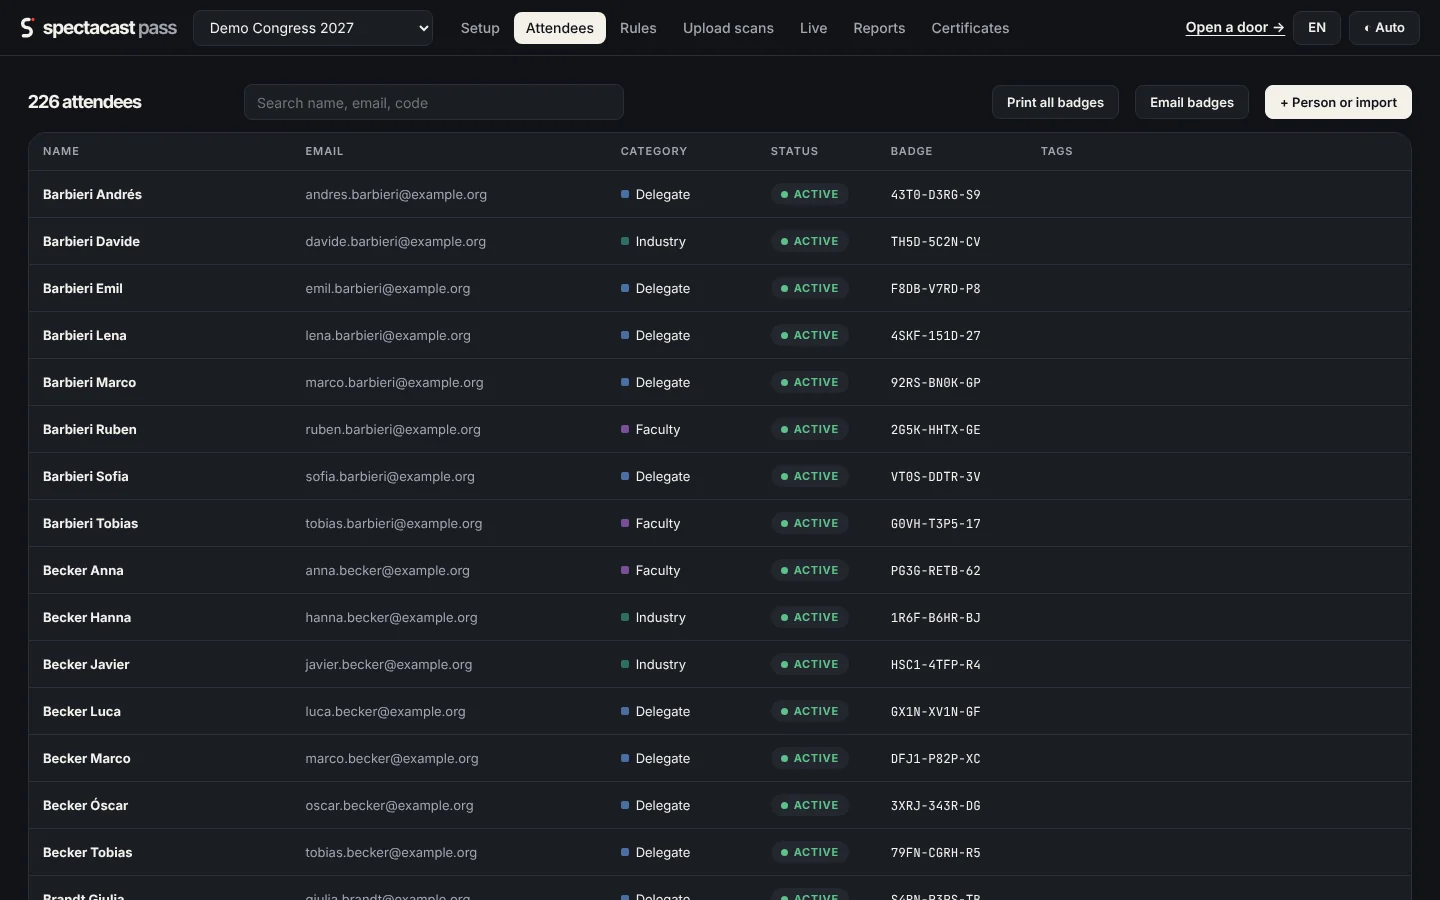 spectacast pass
Demo Congress 2027
Setup
Attendees
Rules
Upload scans
Live
Reports
Certificates
Open a door →
EN
Auto
226 attendees
Search name, email, code
Print all badges
Email badges
+ Person or import
NAME EMAIL CATEGORY STATUS BADGE TAGS
Barbieri Andrés andres.barbieri@example.org Delegate ACTIVE 43T0-D3RG-S9
Barbieri Davide davide.barbieri@example.org Industry ACTIVE TH5D-5C2N-CV
Barbieri Emil emil.barbieri@example.org Delegate ACTIVE F8DB-V7RD-P8
Barbieri Lena lena.barbieri@example.org Delegate ACTIVE 4SKF-151D-27
Barbieri Marco marco.barbieri@example.org Delegate ACTIVE 92RS-BN0K-GP
Barbieri Ruben ruben.barbieri@example.org Faculty ACTIVE 2G5K-HHTX-GE
Barbieri Sofia sofia.barbieri@example.org Delegate ACTIVE VT0S-DDTR-3V
Barbieri Tobias tobias.barbieri@example.org Faculty ACTIVE G0VH-T3P5-17
Becker Anna anna.becker@example.org Faculty ACTIVE PG3G-RETB-62
Becker Hanna hanna.becker@example.org Industry ACTIVE 1R6F-B6HR-BJ
Becker Javier javier.becker@example.org Industry ACTIVE HSC1-4TFP-R4
Becker Luca luca.becker@example.org Delegate ACTIVE GX1N-XV1N-GF
Becker Marco marco.becker@example.org Delegate ACTIVE DFJ1-P82P-XC
Becker Óscar oscar.becker@example.org Delegate ACTIVE 3XRJ-343R-DG
Becker Tobias tobias.becker@example.org Delegate ACTIVE 79FN-CGRH-R5
Brandt Giulia giulia.brandt@example.org Delegate ACTIVE